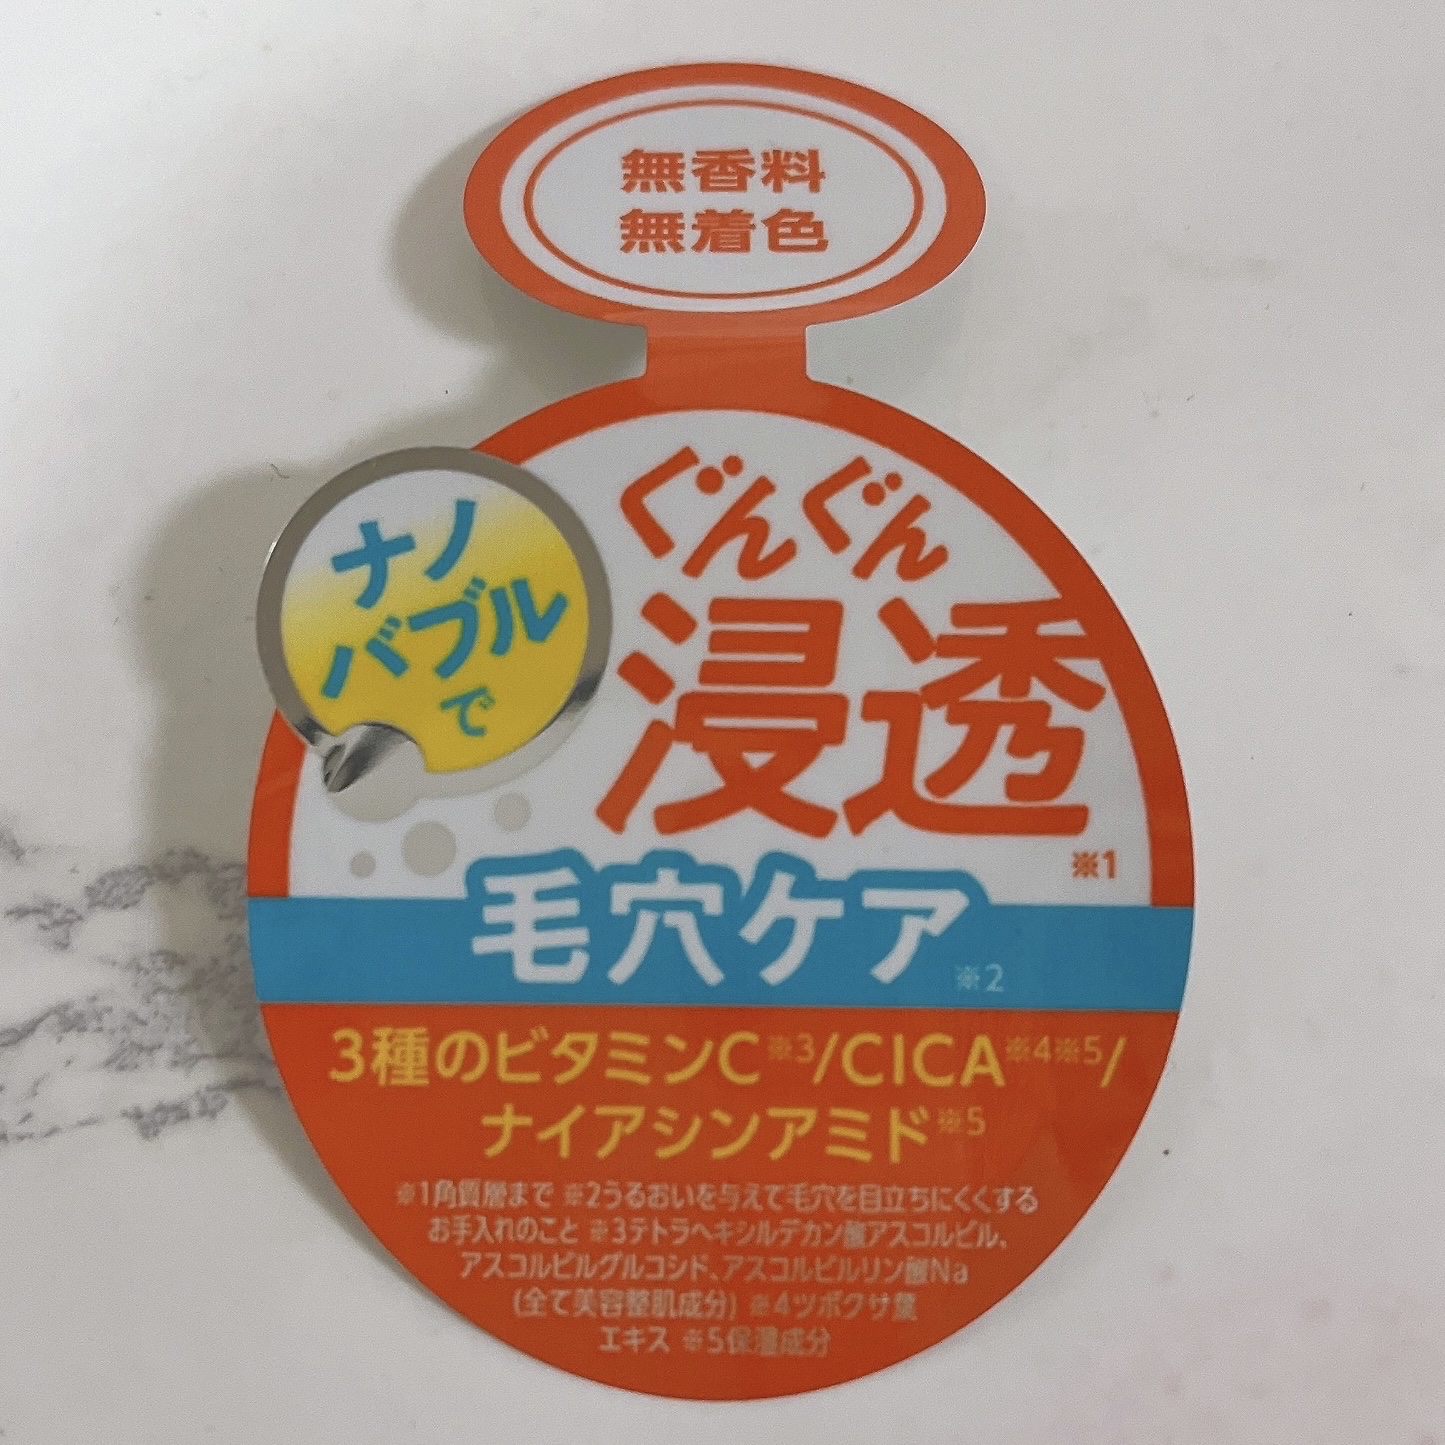 無香料
無着色
ナノ
バブル
で
ぐんぐん
浸透
※1
毛穴ケア※2
3種のビタミンC※3/CICA※4※5/
ナイアシンアミド※5
※1角質層まで ※2うるおいを与えて毛穴を目立ちにくくする
お手入れのこと ※3テトラヘキシルデカン酸アスコルビル、
アスコルビルグルコシド、アスコルビルリン酸Na
(全て美容整肌成分) ※4ツボクサ葉
エキス ※5保湿成分